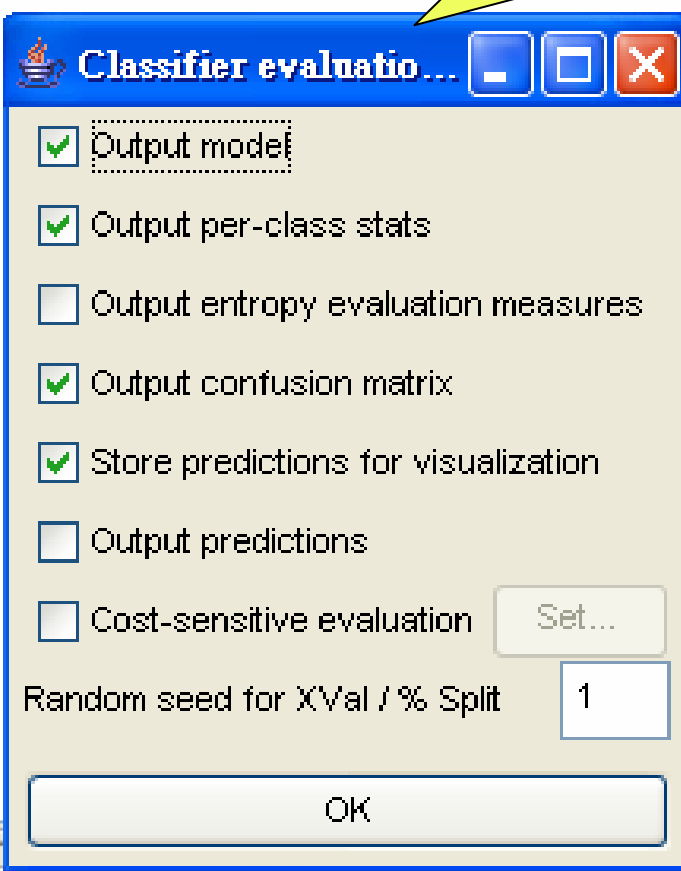 Classifier evaluatio...
Output model
Output per-class stats
Output entropy evaluation measures
Output confusion matrix
Store predictions for visualization
Output predictions
Cost-sensitive evaluation Set...
Random seed for XVal / % Split 1
OK